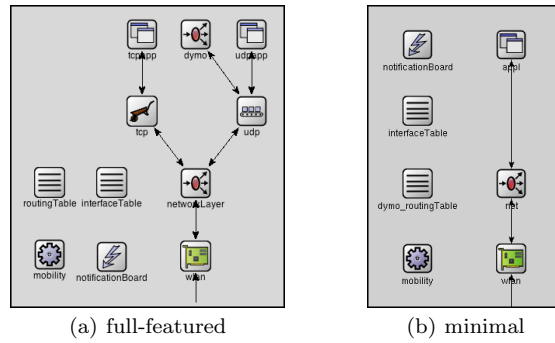 tcpapp dymo udpapp
tcp udp
routingTable interfaceTable networkLayer
mobility notificationBoard wlan
(a) full-featured
notificationBoard appl
interfaceTable
dymo_routingTable net
mobility wlan
(b) minimal